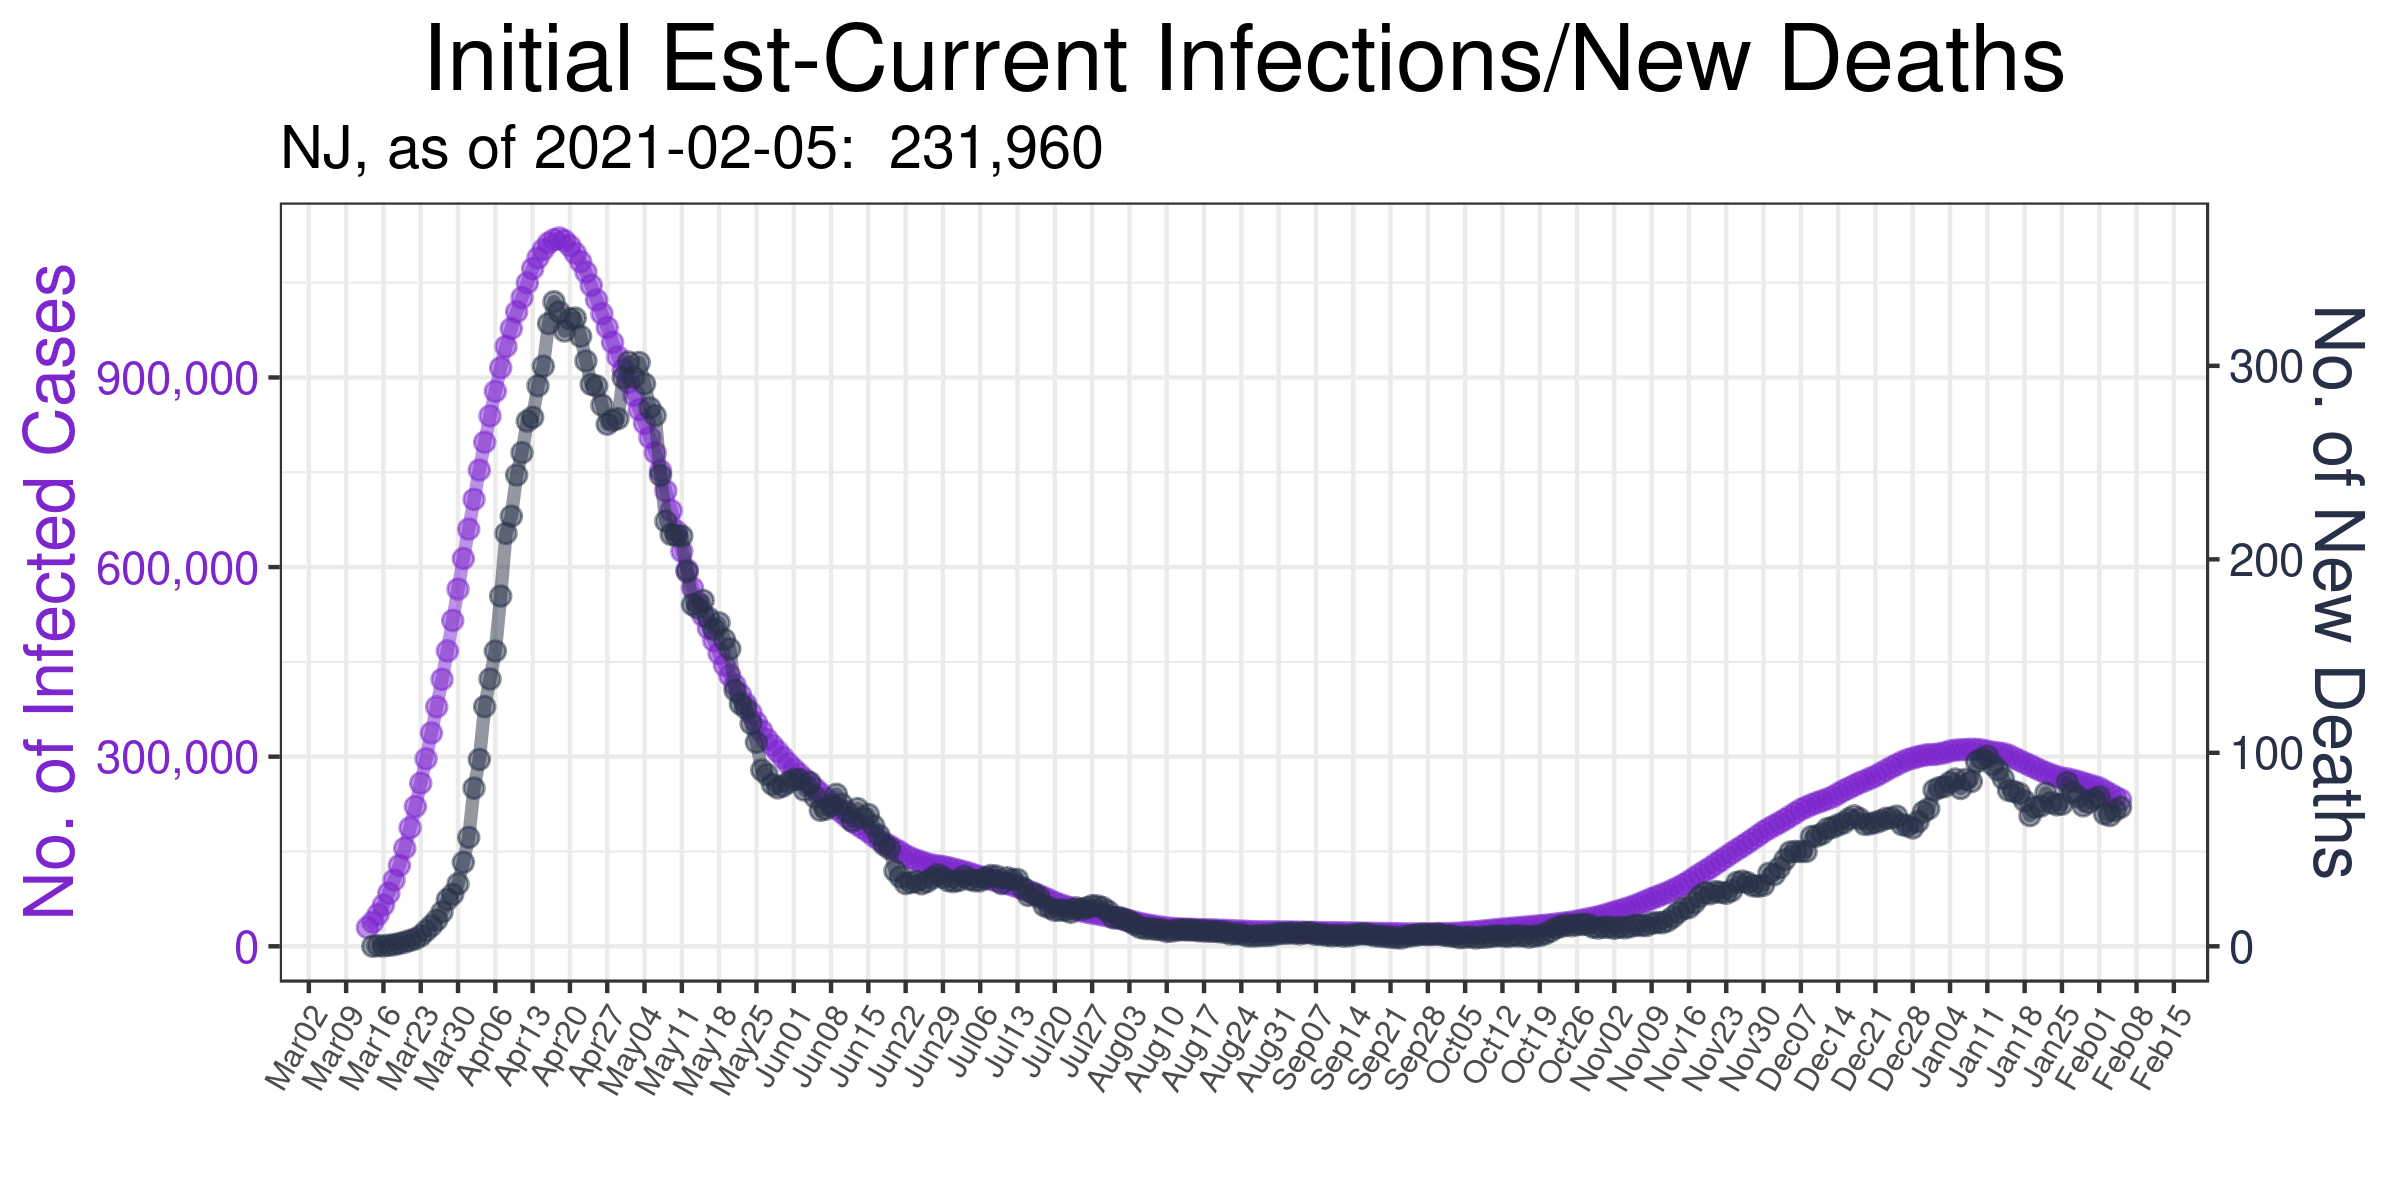 Initial Est-Current Infections/New Deaths
NJ, as of 2021-02-05:  231,960
No. of Infected Cases
900,000
600,000
300,000
0
300
200
100
0
No. of New Deaths
Mar02
Mar09
Mar16
Mar23
Mar30
Apr06
Apr13
Apr20
Apr27
May04
May11
May18
May25
Jun01
Jun08
Jun15
Jun22
Jun29
Jul06
Jul13
Jul20
Jul27
Aug03
Aug10
Aug17
Aug24
Aug31
Sep07
Sep14
Sep21
Sep28
Oct05
Oct12
Oct19
Oct26
Nov02
Nov09
Nov16
Nov23
Nov30
Dec07
Dec14
Dec21
Dec28
Jan04
Jan11
Jan18
Jan25
Feb01
Feb08
Feb15